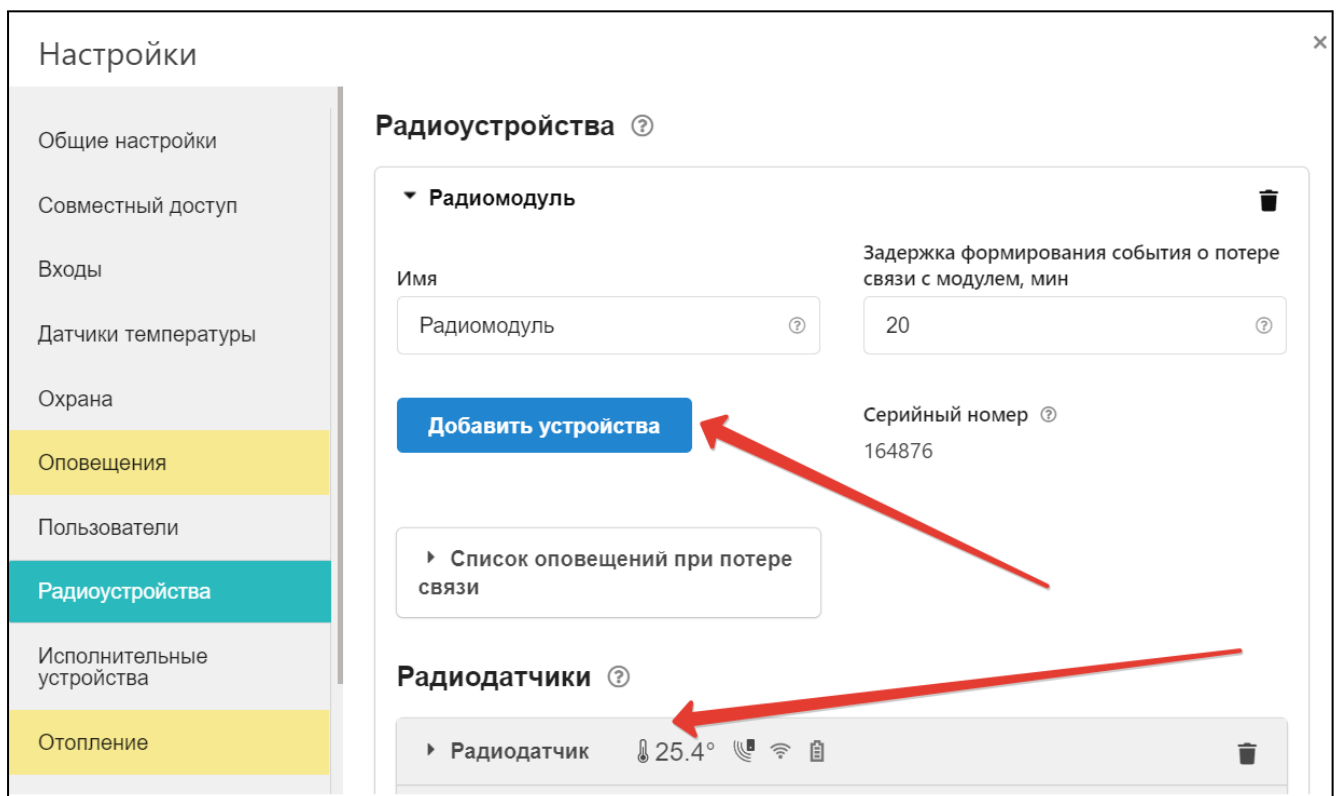 Настройки
Общие настройки
Совместный доступ
Входы
Датчики температуры
Охрана
Оповещения
Пользователи
Радиоустройства
Исполнительные
устройства
Отопление
Радиоустройства
Радиомодуль
Имя
Радиомодуль
Задержка формирования события о потере
связи с модулем, мин
20
Добавить устройства
Серийный номер
164876
Список оповещений при потере
связи
Радиодатчики
Радиодатчик 25.4°